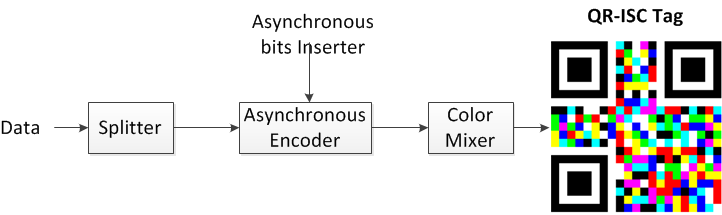 Asynchronous
bits Inserter
QR-ISC Tag
Data
Splitter
Asynchronous
Encoder
Color
Mixer